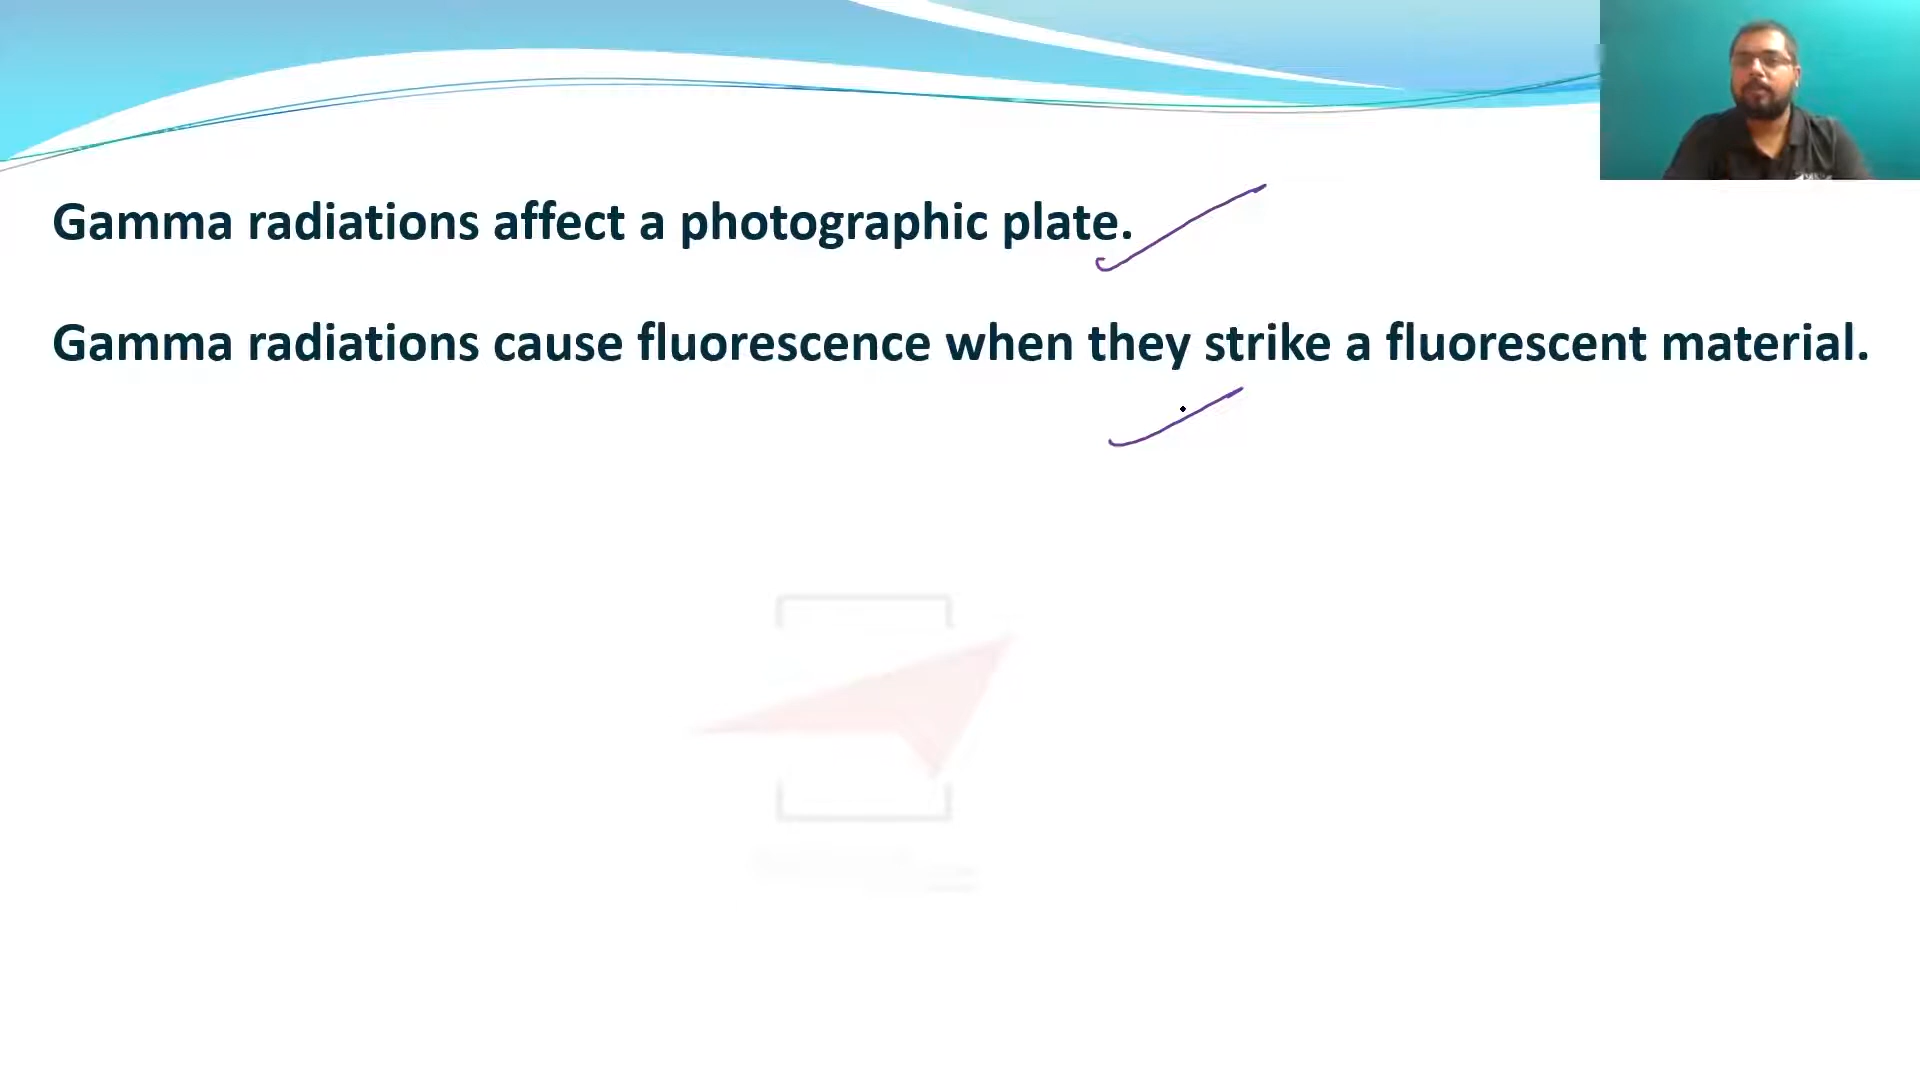 Gamma radiations affect a photographic plate.
Gamma radiations cause fluorescence when they strike a fluorescent material.